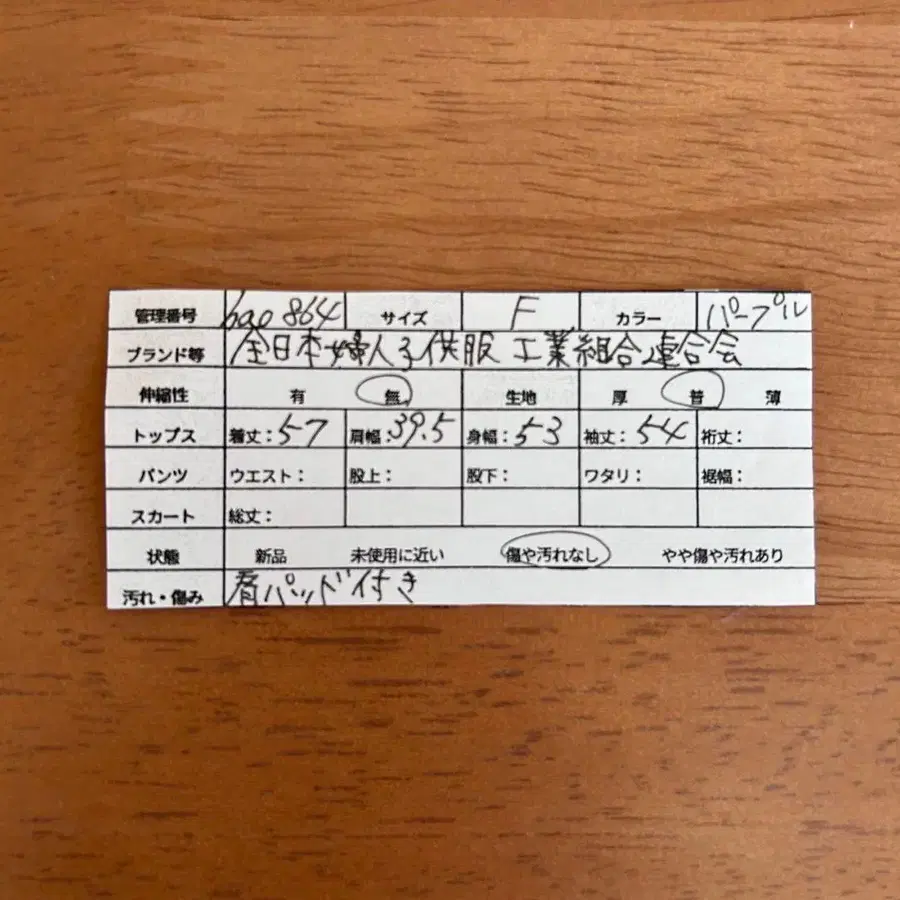 管理番号 bao864 サイズ F カラー パープル
ブランド等 全日本婦人子供服工業組合連合会
伸縮性 有 無 生地 厚 普 薄
トップス 着丈:57 肩幅:39.5 身幅:53 袖丈:54 裄丈:
パンツ ウエスト: 股上: 股下: ワタリ: 裾幅:
スカート 総丈:
状態 新品 未使用に近い 傷や汚れなし やや傷や汚れあり
汚れ・傷み 肩パッド付き